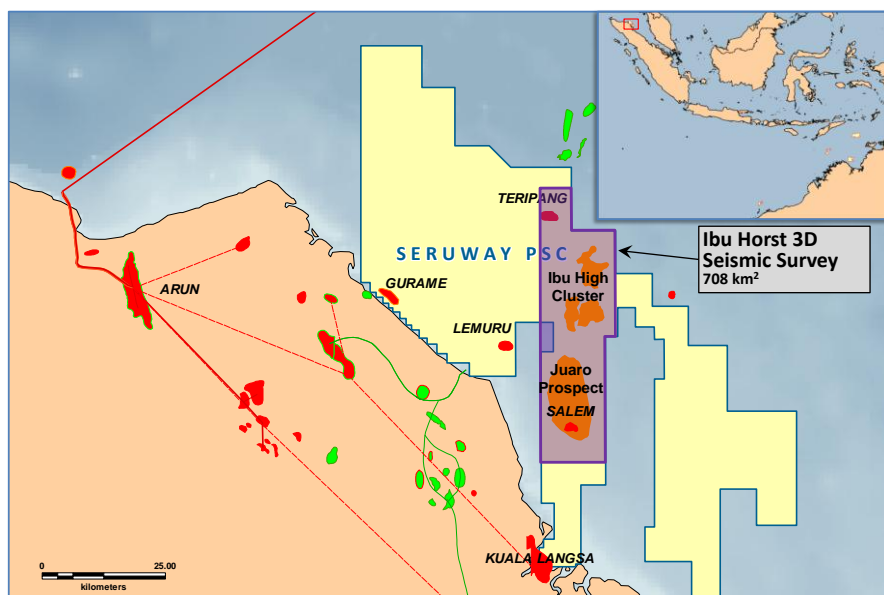 TERIPANG
SERUWAY PSC
Ibu Horst 3D
Seismic Survey
708 km²
Ibu High
Cluster
ARUN
GURAME
LEMURU
Juaro
Prospect
SALEM
KUALA LANGSA
0 25.00
kilometers